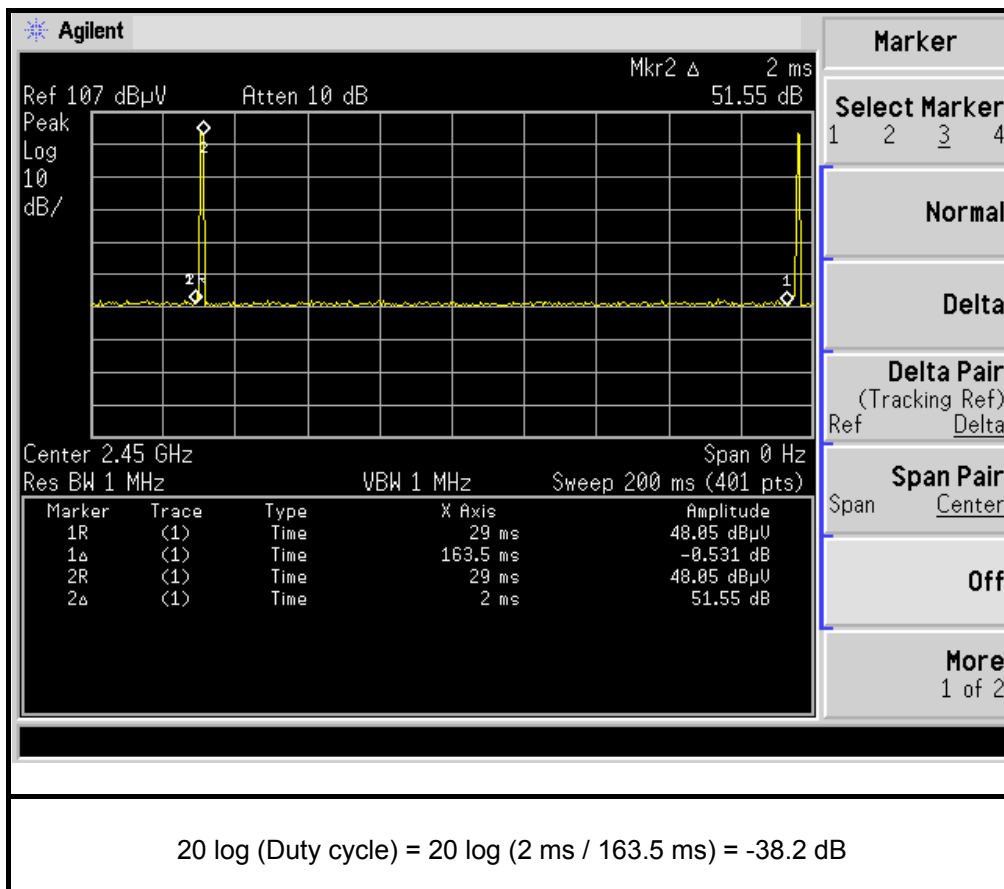 Agilent
Mkr2 Δ 2 ms
Ref 107 dBµV Atten 10 dB 51.55 dB
Peak
Log
10
dB/
2
1
Center 2.45 GHz Span 0 Hz
Res BW 1 MHz VBW 1 MHz Sweep 200 ms (401 pts)
Marker Trace Type X Axis Amplitude
1R (1) Time 29 ms 48.05 dBµV
1Δ (1) Time 163.5 ms -0.531 dB
2R (1) Time 29 ms 48.05 dBµV
2Δ (1) Time 2 ms 51.55 dB
Marker
Select Marker
1 2 3 4
Normal
Delta
Delta Pair
(Tracking Ref)
Ref Delta
Span Pair
Span Center
Off
More
1 of 2
20 log (Duty cycle) = 20 log (2 ms / 163.5 ms) = -38.2 dB